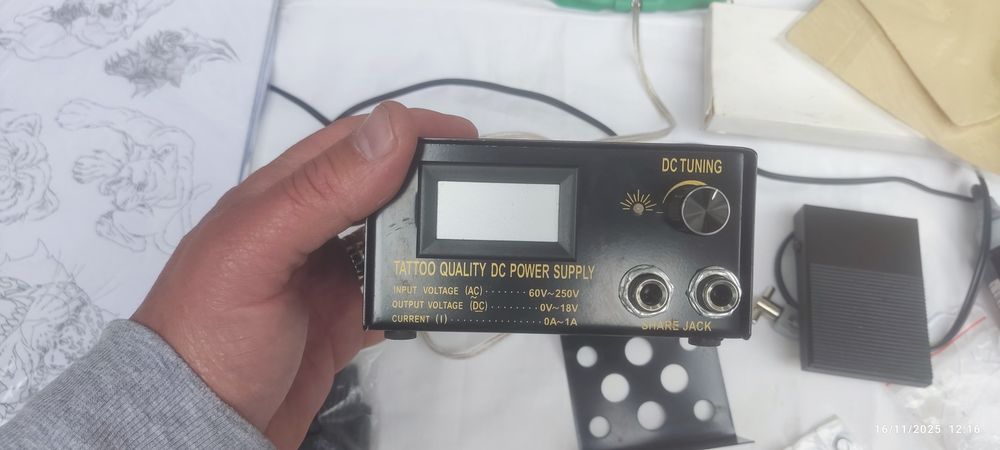 DC TUNING
TATTOO QUALITY DC POWER SUPPLY
INPUT VOLTAGE (AC)·······60V~250V
OUTPUT VOLTAGE (DC)·······0V~18V
CURRENT (I)··············0A~1A
SHARE JACK
16/11/2025 12:16